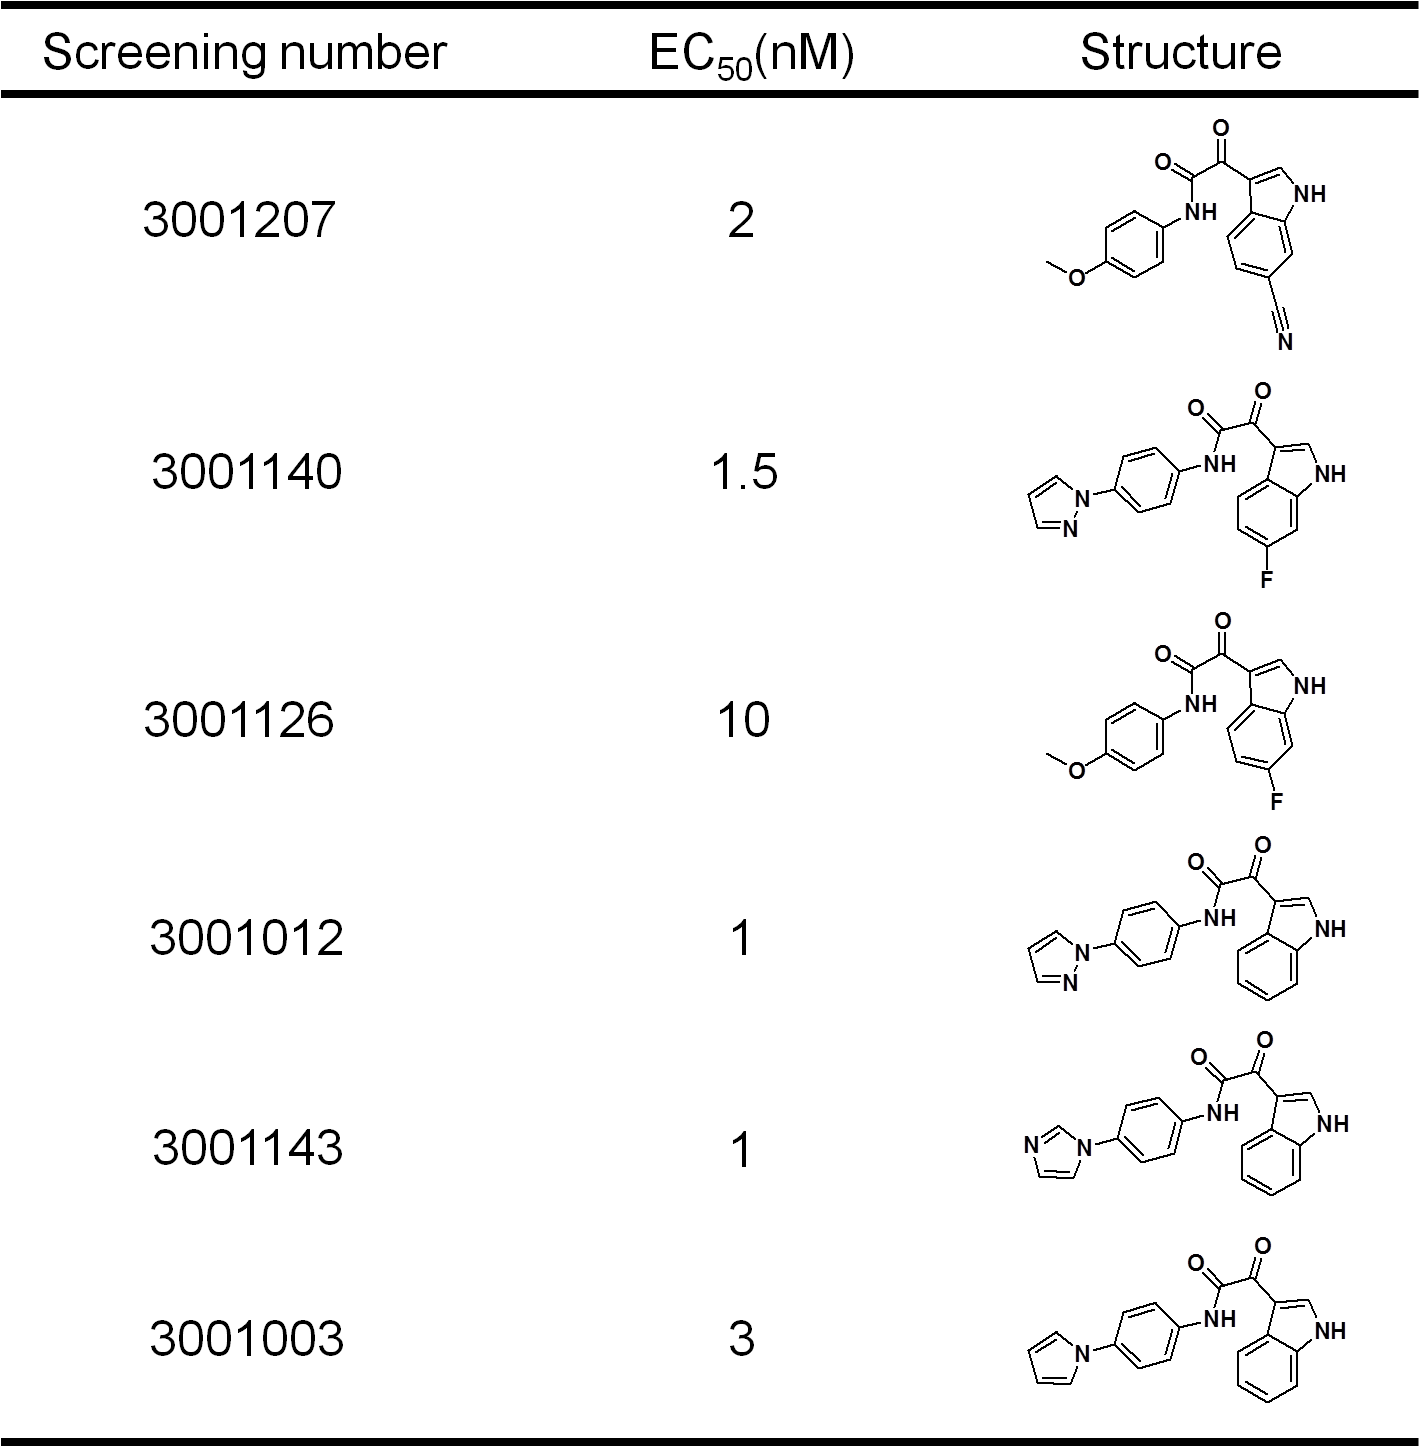 Screening number EC50(nM) Structure
O
O
NH
NH
3001207 2
O
N
O
O
NH
NH
3001140 1.5
N
N
F
O
O
NH
NH
3001126 10
O
F
O
O
NH
NH
3001012 1
N
N
O
O
NH
NH
3001143 1
N
N
O
O
NH
NH
3001003 3
N